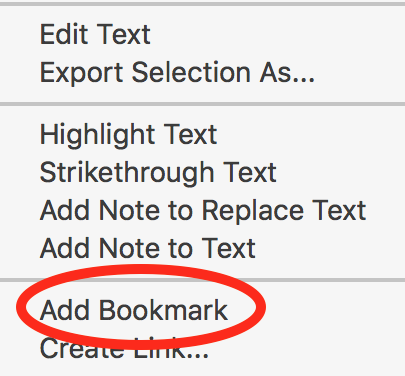 Edit Text
Export Selection As...
Highlight Text
Strikethrough Text
Add Note to Replace Text
Add Note to Text
Add Bookmark
Create Link...